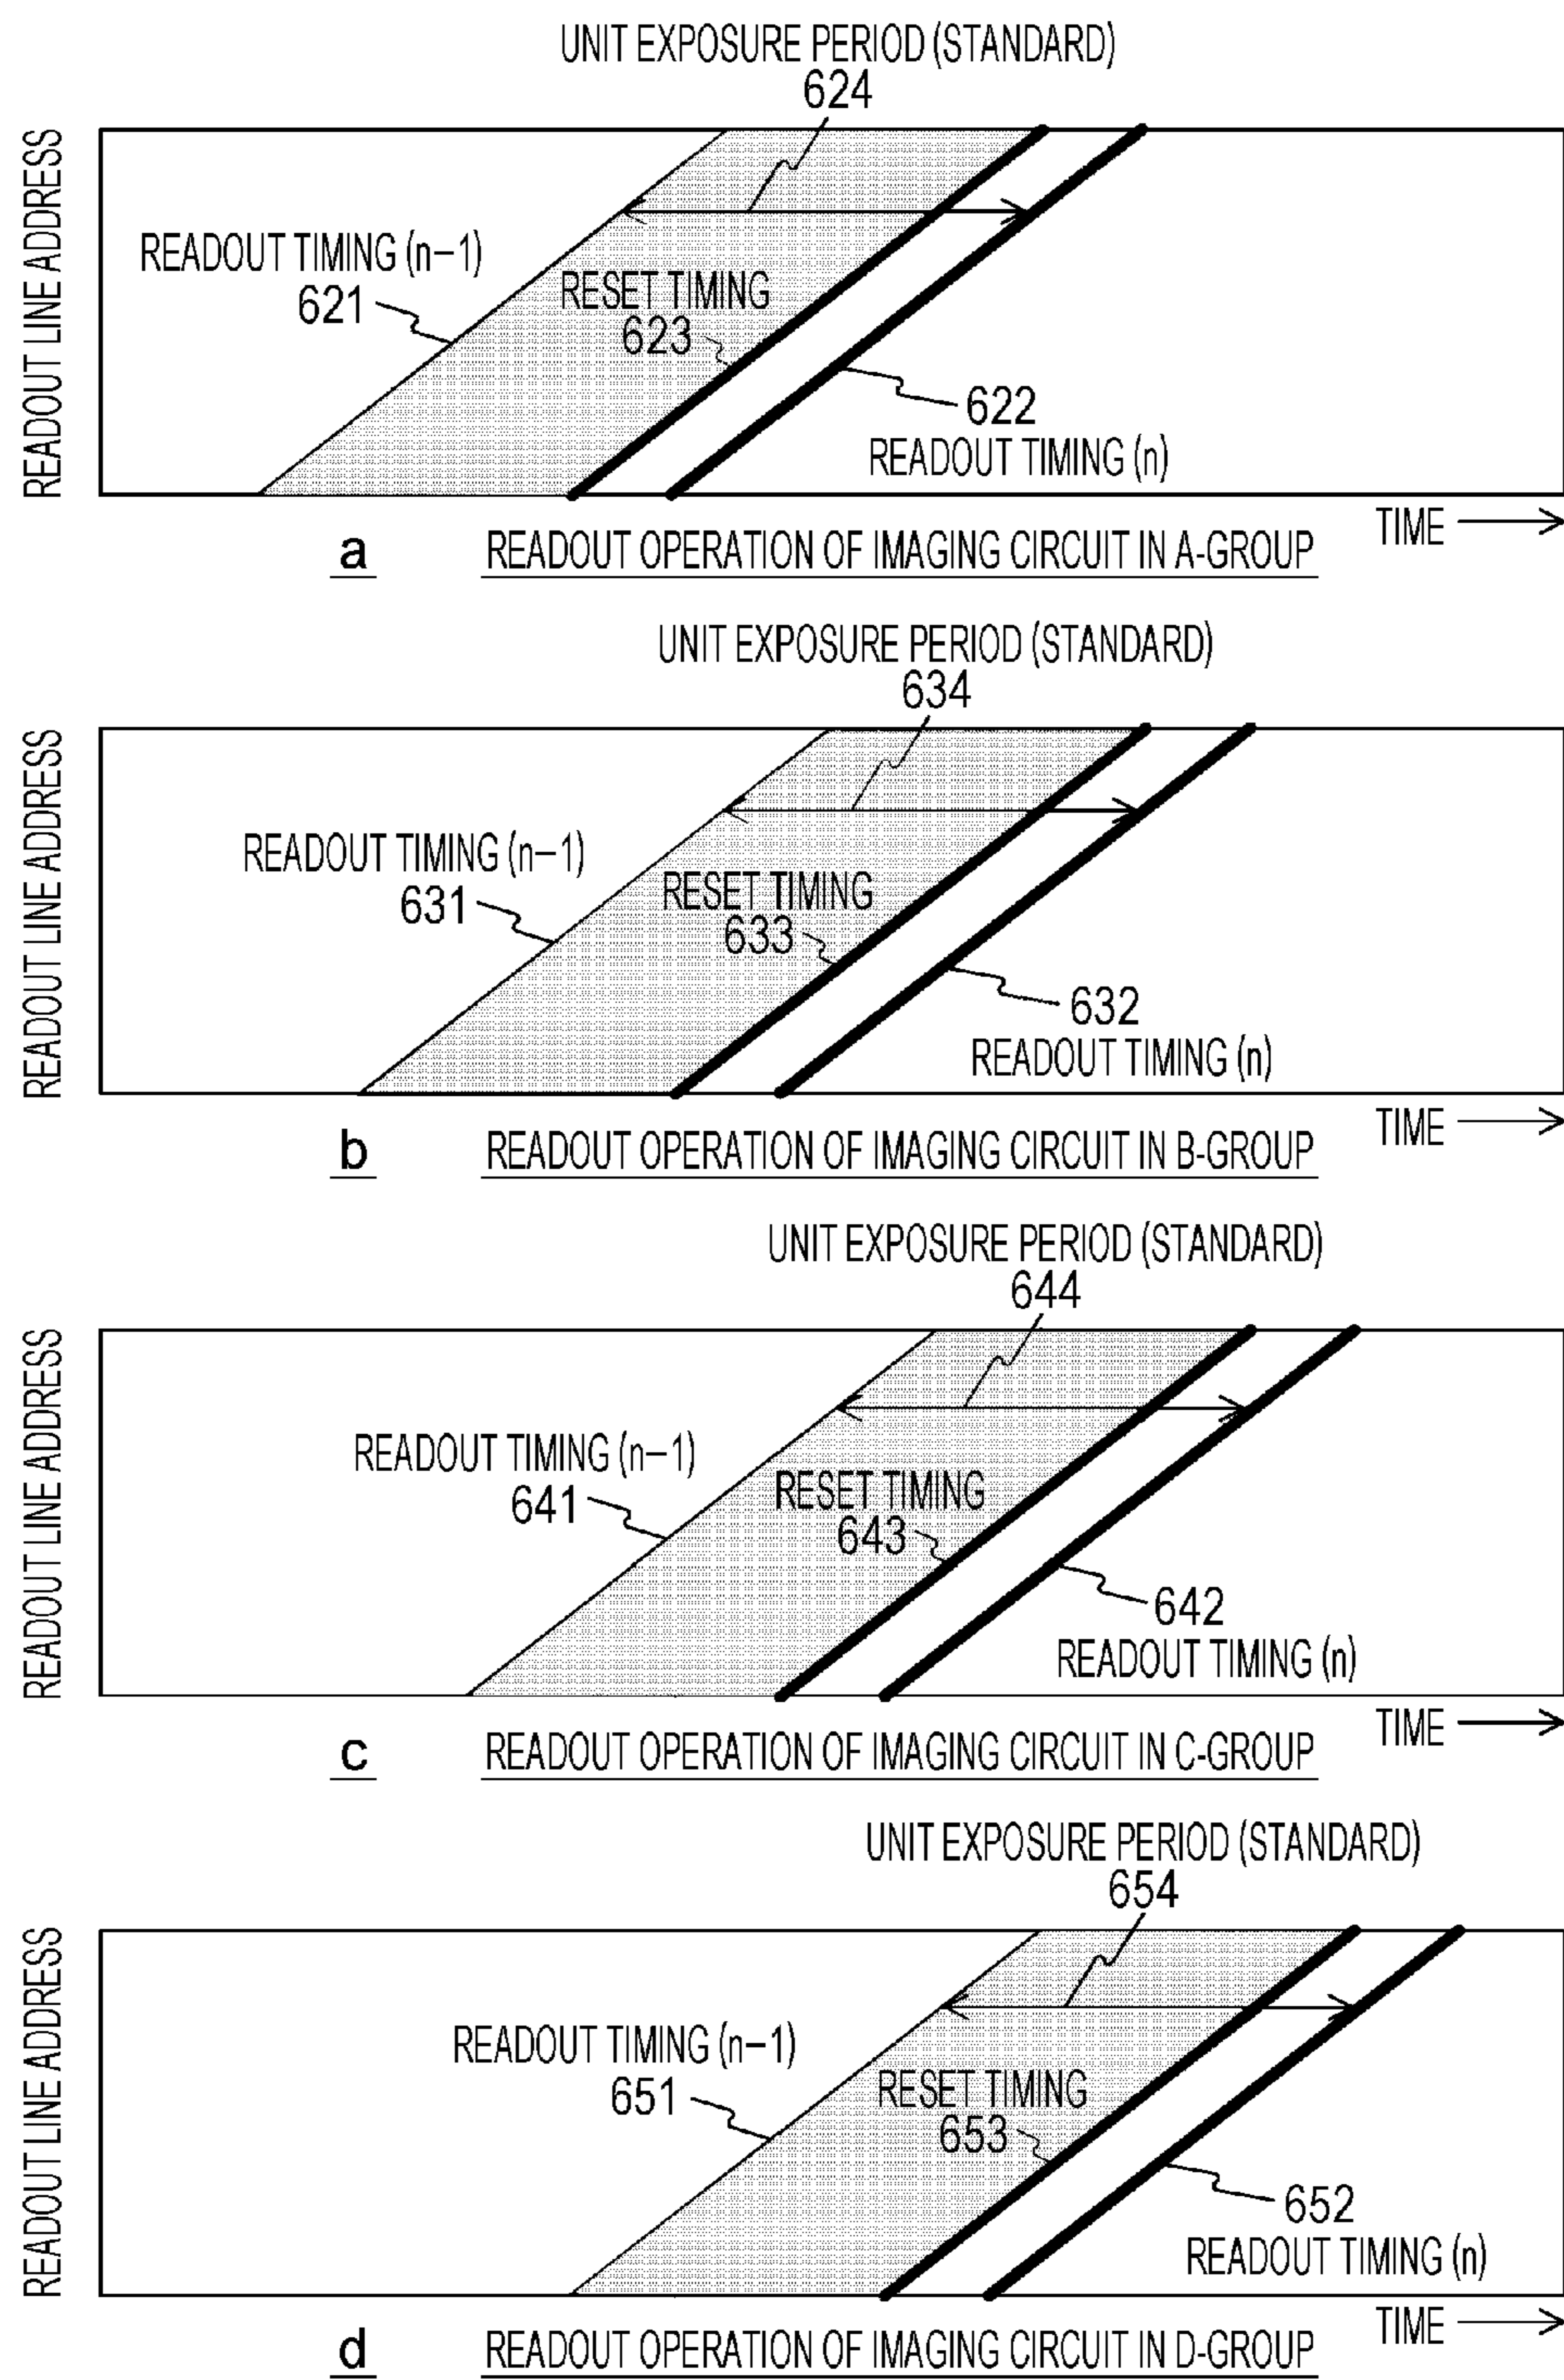 UNIT EXPOSURE PERIOD (STANDARD)
624
READOUT LINE ADDRESS
READOUT TIMING (n−1)
621
RESET TIMING
623
622
READOUT TIMING (n)
TIME
a READOUT OPERATION OF IMAGING CIRCUIT IN A-GROUP
UNIT EXPOSURE PERIOD (STANDARD)
634
READOUT LINE ADDRESS
READOUT TIMING (n−1)
631
RESET TIMING
633
632
READOUT TIMING (n)
TIME
b READOUT OPERATION OF IMAGING CIRCUIT IN B-GROUP
UNIT EXPOSURE PERIOD (STANDARD)
644
READOUT LINE ADDRESS
READOUT TIMING (n−1)
641
RESET TIMING
643
642
READOUT TIMING (n)
TIME
c READOUT OPERATION OF IMAGING CIRCUIT IN C-GROUP
UNIT EXPOSURE PERIOD (STANDARD)
654
READOUT LINE ADDRESS
READOUT TIMING (n−1)
651
RESET TIMING
653
652
READOUT TIMING (n)
TIME
d READOUT OPERATION OF IMAGING CIRCUIT IN D-GROUP